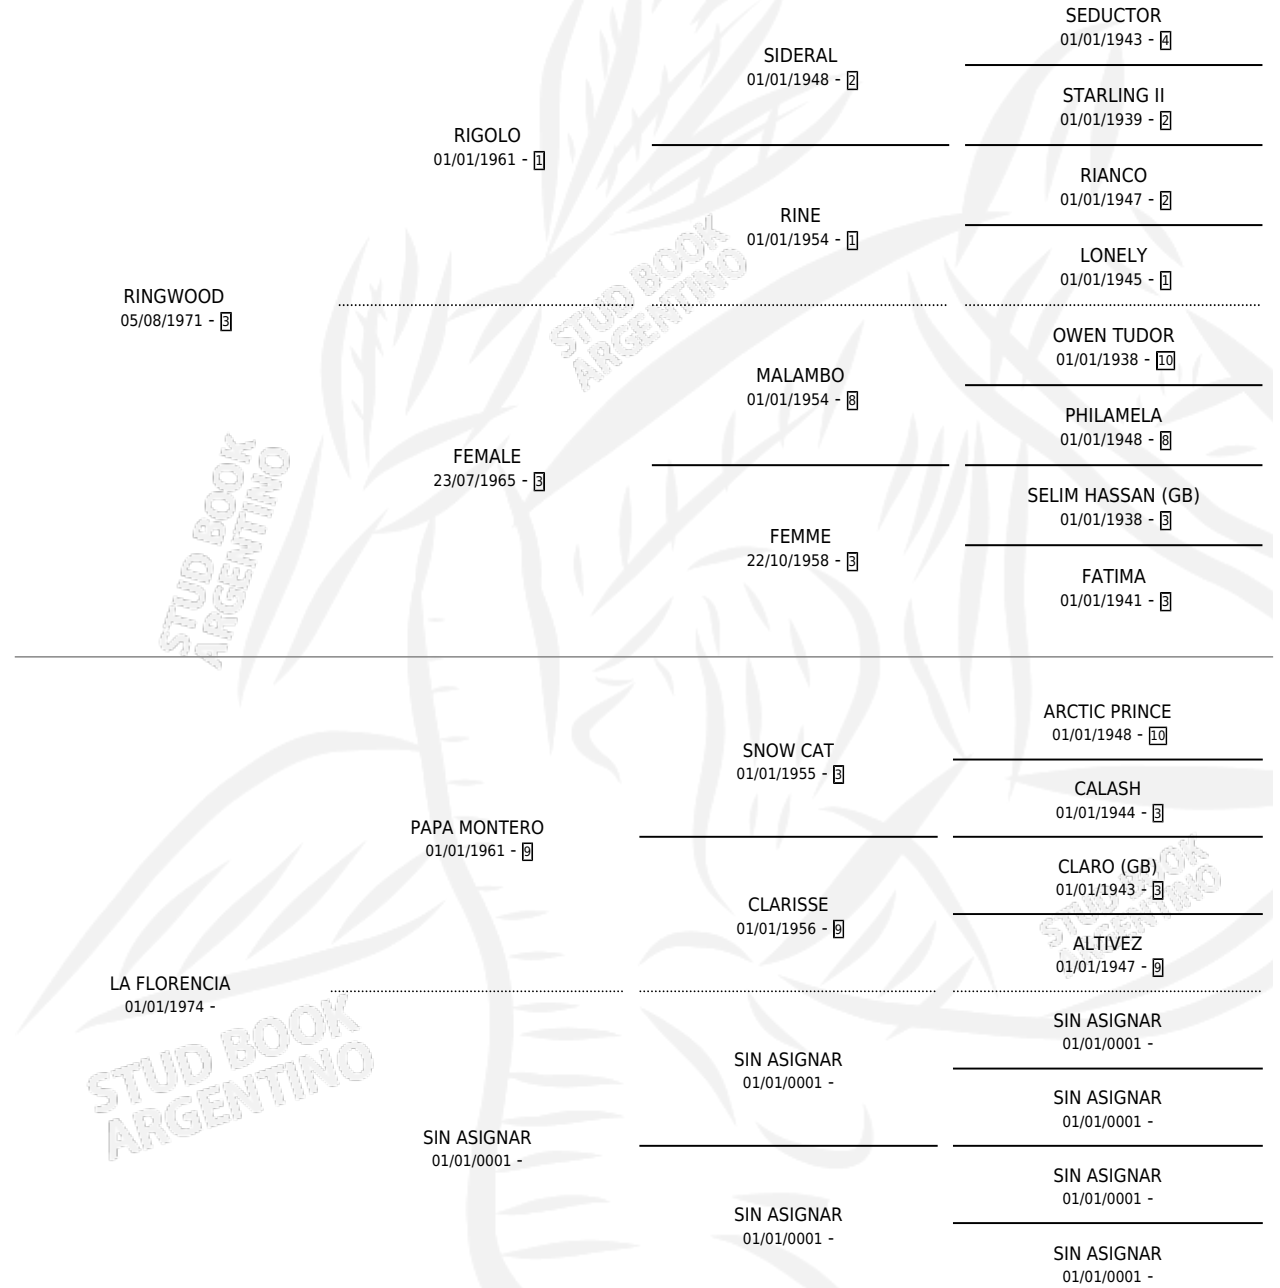 SEDUCTOR
01/01/1943 - 4
SIDERAL
01/01/1948 - 2
STARLING II
01/01/1939 - 2
RIGOLO
01/01/1961 - 1
RIANCO
01/01/1947 - 2
RINE
01/01/1954 - 1
LONELY
01/01/1945 - 1
RINGWOOD
05/08/1971 - 3
STUD BOOK
ARGENTINO
OWEN TUDOR
01/01/1938 - 10
MALAMBO
01/01/1954 - 8
PHILAMELA
01/01/1948 - 8
FEMALE
23/07/1965 - 3
SELIM HASSAN (GB)
01/01/1938 - 3
FEMME
22/10/1958 - 3
FATIMA
01/01/1941 - 3
STUD BOOK
ARGENTINO
ARCTIC PRINCE
01/01/1948 - 10
SNOW CAT
01/01/1955 - 3
CALASH
01/01/1944 - 3
PAPA MONTERO
01/01/1961 - 9
CLARO (GB)
01/01/1943 - 3
CLARISSE
01/01/1956 - 9
STUD BOOK
ARGENTINO
ALTIVEZ
01/01/1947 - 9
LA FLORENCIA
01/01/1974 -
SIN ASIGNAR
01/01/0001 -
SIN ASIGNAR
01/01/0001 -
STUD BOOK
ARGENTINO
SIN ASIGNAR
01/01/0001 -
SIN ASIGNAR
01/01/0001 -
SIN ASIGNAR
01/01/0001 -
SIN ASIGNAR
01/01/0001 -
SIN ASIGNAR
01/01/0001 -